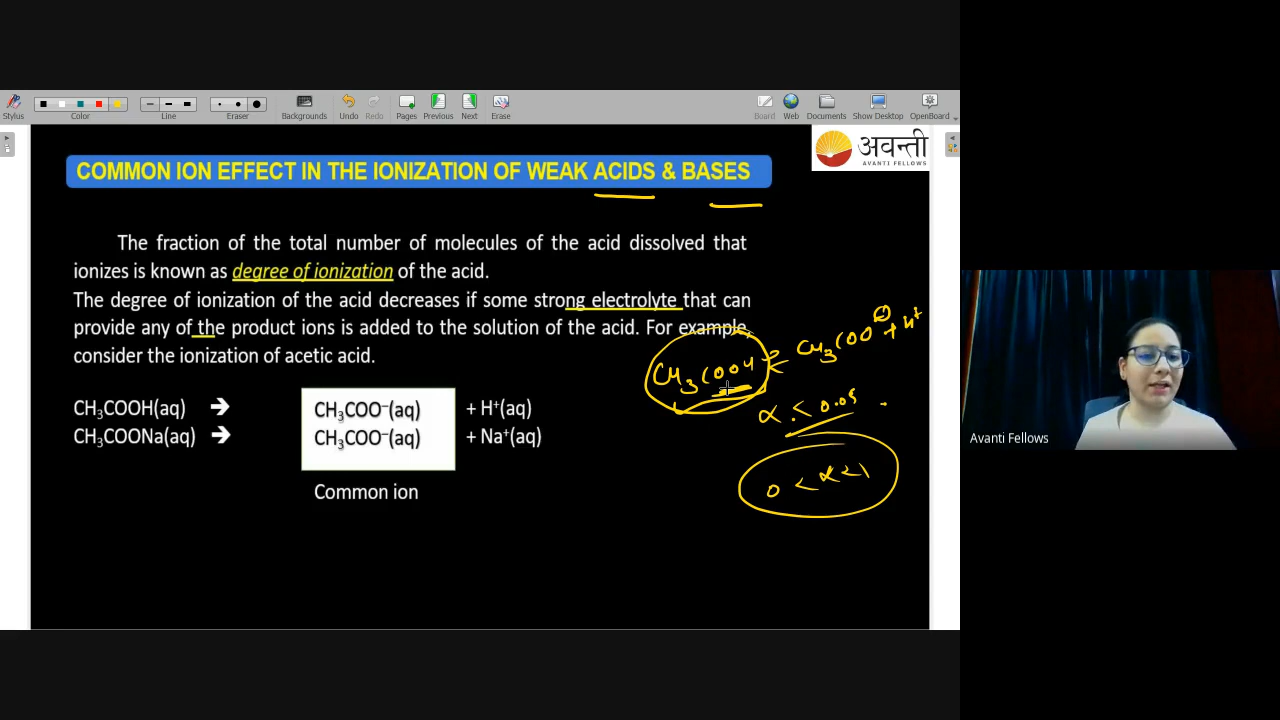 Stylus
Color
Line
Eraser
Backgrounds
Undo
Redo
Pages
Previous
Next
Erase
Board
Web
Documents
Show Desktop
OpenBoard
अवन्ती
AVANTI FELLOWS
COMMON ION EFFECT IN THE IONIZATION OF WEAK ACIDS & BASES
The fraction of the total number of molecules of the acid dissolved that
ionizes is known as degree of ionization of the acid.
The degree of ionization of the acid decreases if some strong electrolyte that can
provide any of the product ions is added to the solution of the acid. For example,
consider the ionization of acetic acid.
CH₃COOH ⇌ CH₃COO⊖ + H⁺
α < 0.05
0 < α < 1
CH₃COOH(aq) ➔ CH₃COO⁻(aq) + H⁺(aq)
CH₃COONa(aq) ➔ CH₃COO⁻(aq) + Na⁺(aq)
Common ion
Avanti Fellows